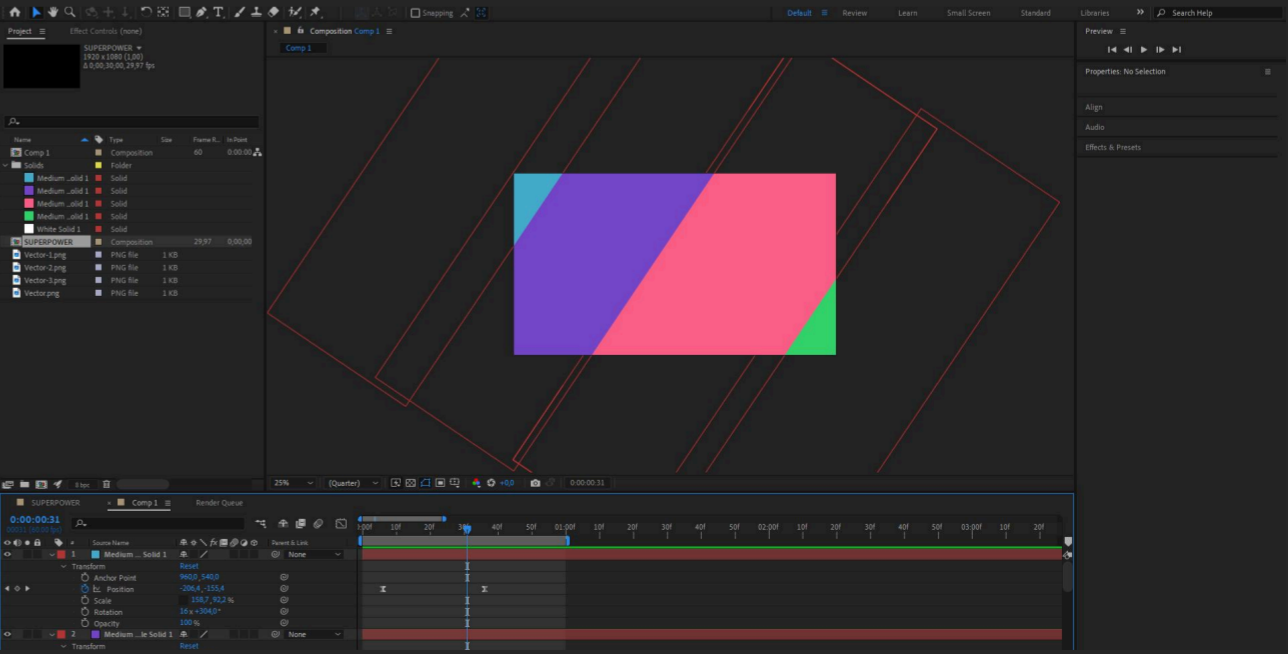 Snapping
Default Review Learn Small Screen Standard Libraries Search Help
Project Effect Controls (none)
SUPERPOWER
1920 x 1080 (1,00)
Δ 0;00;30;00, 29,97 fps
Name Type Size Frame R... In Point
Comp 1 Composition 60 0:00:00:
Solids Folder
Medium ...olid 1 Solid
Medium ...olid 1 Solid
Medium ...olid 1 Solid
Medium ...olid 1 Solid
White Solid 1 Solid
SUPERPOWER Composition 29,97 0;00;00
Vector-1.png PNG file 1 KB
Vector-2.png PNG file 1 KB
Vector-3.png PNG file 1 KB
Vector.png PNG file 1 KB
8 bpc
Composition Comp 1
Comp 1
25% (Quarter) +0,0 0:00:00:31
Preview
Properties: No Selection
Align
Audio
Effects & Presets
SUPERPOWER Comp 1 Render Queue
0:00:00:31
00031 (60.00 fps)
:00f 10f 20f 30f 40f 50f 01:00f 10f 20f 30f 40f 50f 02:00f 10f 20f 30f 40f 50f 03:00f 10f 20f
# Source Name Parent & Link
1 Medium ... Solid 1 None
Transform Reset
Anchor Point 960,0,540,0
Position -206,4,-155,4
Scale 158,7,92,2 %
Rotation 16 x +304,0°
Opacity 100 %
2 Medium ...le Solid 1 None
Transform Reset